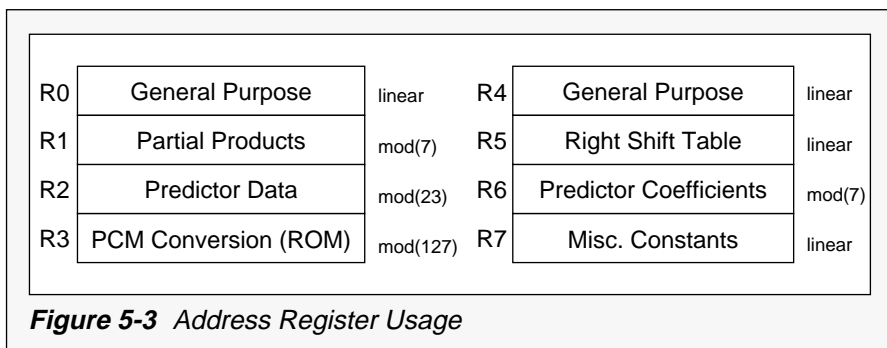 R0 General Purpose linear R4 General Purpose linear
R1 Partial Products mod(7) R5 Right Shift Table linear
R2 Predictor Data mod(23) R6 Predictor Coefficients mod(7)
R3 PCM Conversion (ROM) mod(127) R7 Misc. Constants linear
Figure 5-3 Address Register Usage